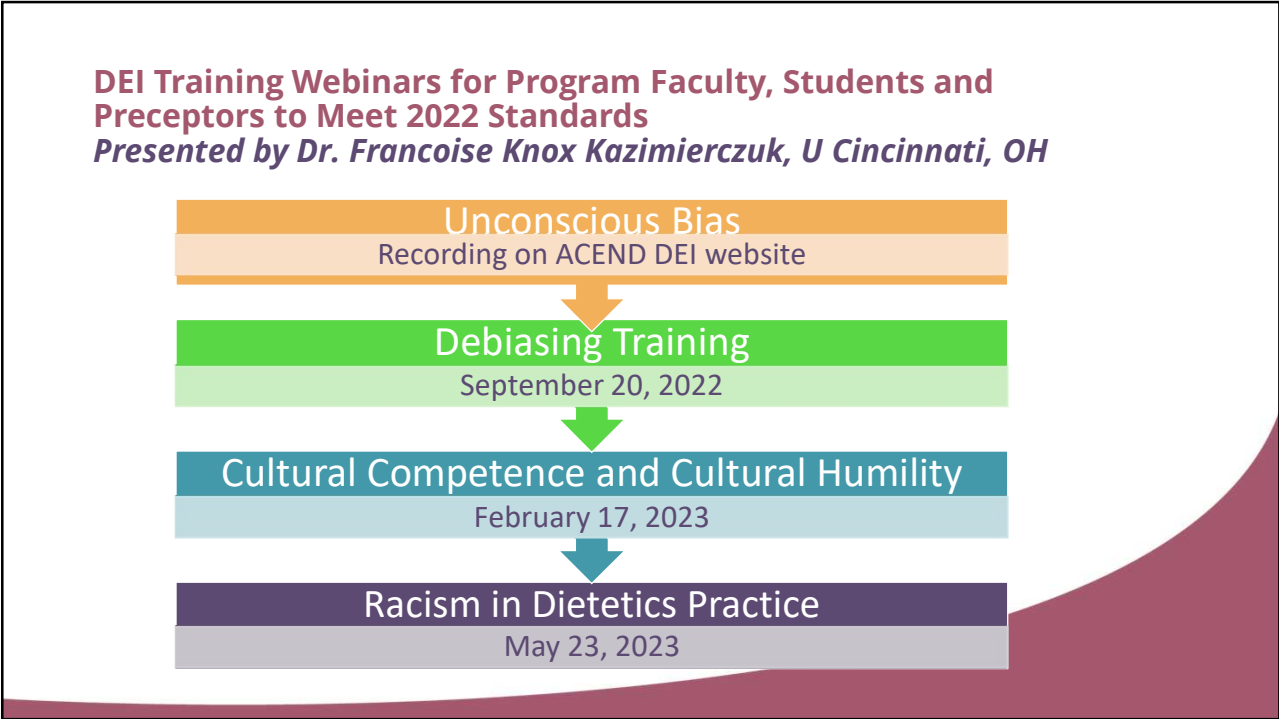 DEI Training Webinars for Program Faculty, Students and
Preceptors to Meet 2022 Standards
Presented by Dr. Francoise Knox Kazimierczuk, U Cincinnati, OH
Unconscious Bias
Recording on ACEND DEI website
Debiasing Training
September 20, 2022
Cultural Competence and Cultural Humility
February 17, 2023
Racism in Dietetics Practice
May 23, 2023